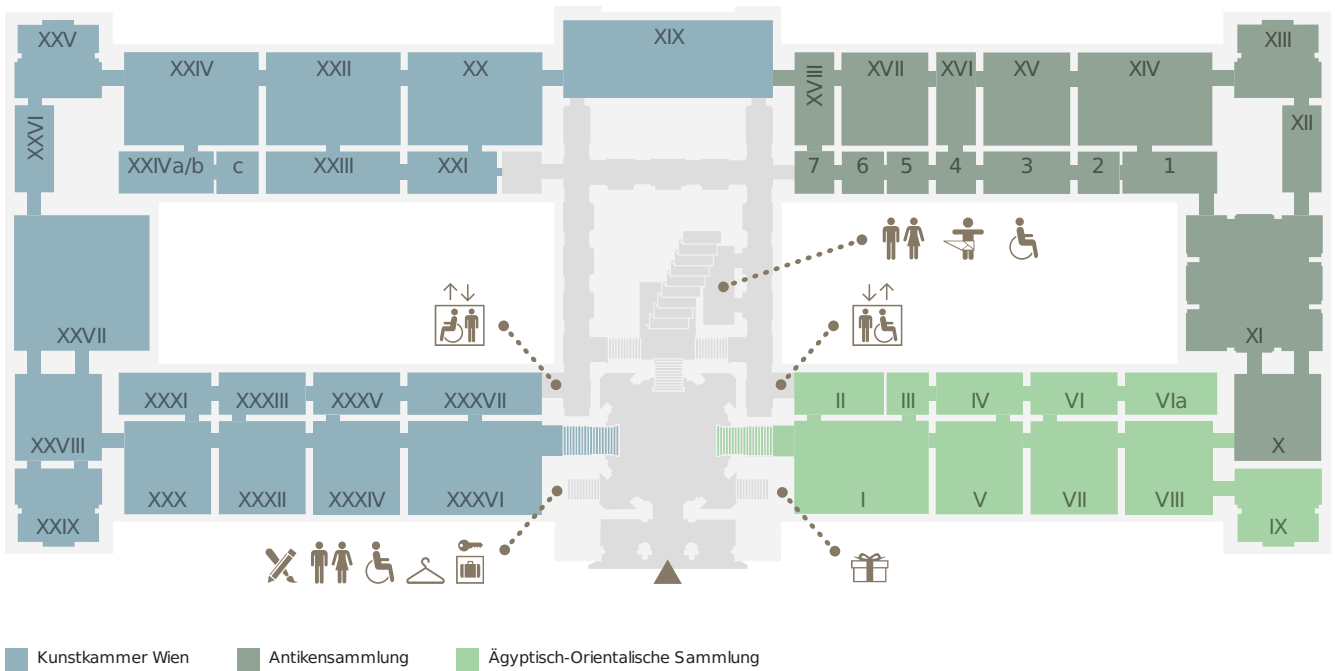 XXV
XXIV
XXII
XX
XIX
XVIII
XVII
XVI
XV
XIV
XIII
XXVI
XII
XXIVa/b
c
XXIII
XXI
7
6
5
4
3
2
1
XXVII
XI
XXXI
XXXIII
XXXV
XXXVII
II
III
IV
VI
VIa
XXVIII
X
XXX
XXXII
XXXIV
XXXVI
I
V
VII
VIII
XXIX
IX
Kunstkammer Wien
Antikensammlung
Ägyptisch-Orientalische Sammlung